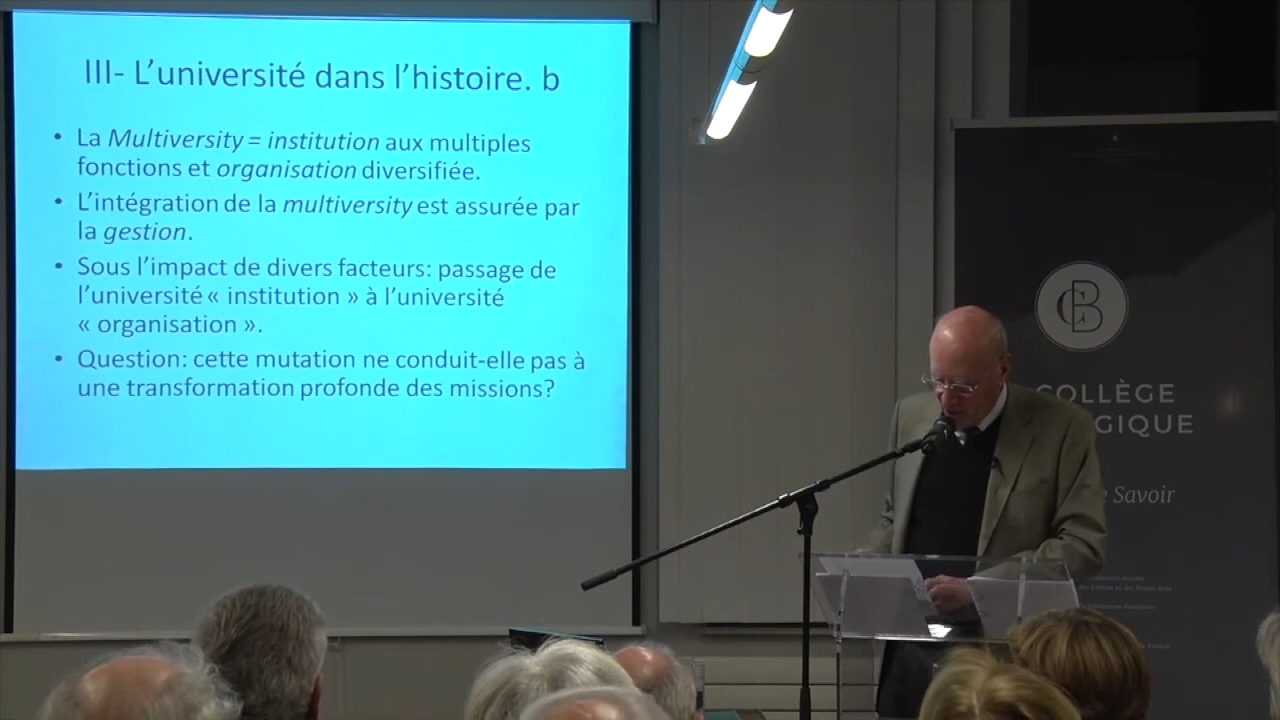 III- L’université dans l’histoire. b
• La Multiversity = institution aux multiples
fonctions et organisation diversifiée.
• L’intégration de la multiversity est assurée par
la gestion.
• Sous l’impact de divers facteurs: passage de
l’université « institution » à l’université
« organisation ».
• Question: cette mutation ne conduit-elle pas à
une transformation profonde des missions?
CB
OLLÈGE
GIQUE
Savoir